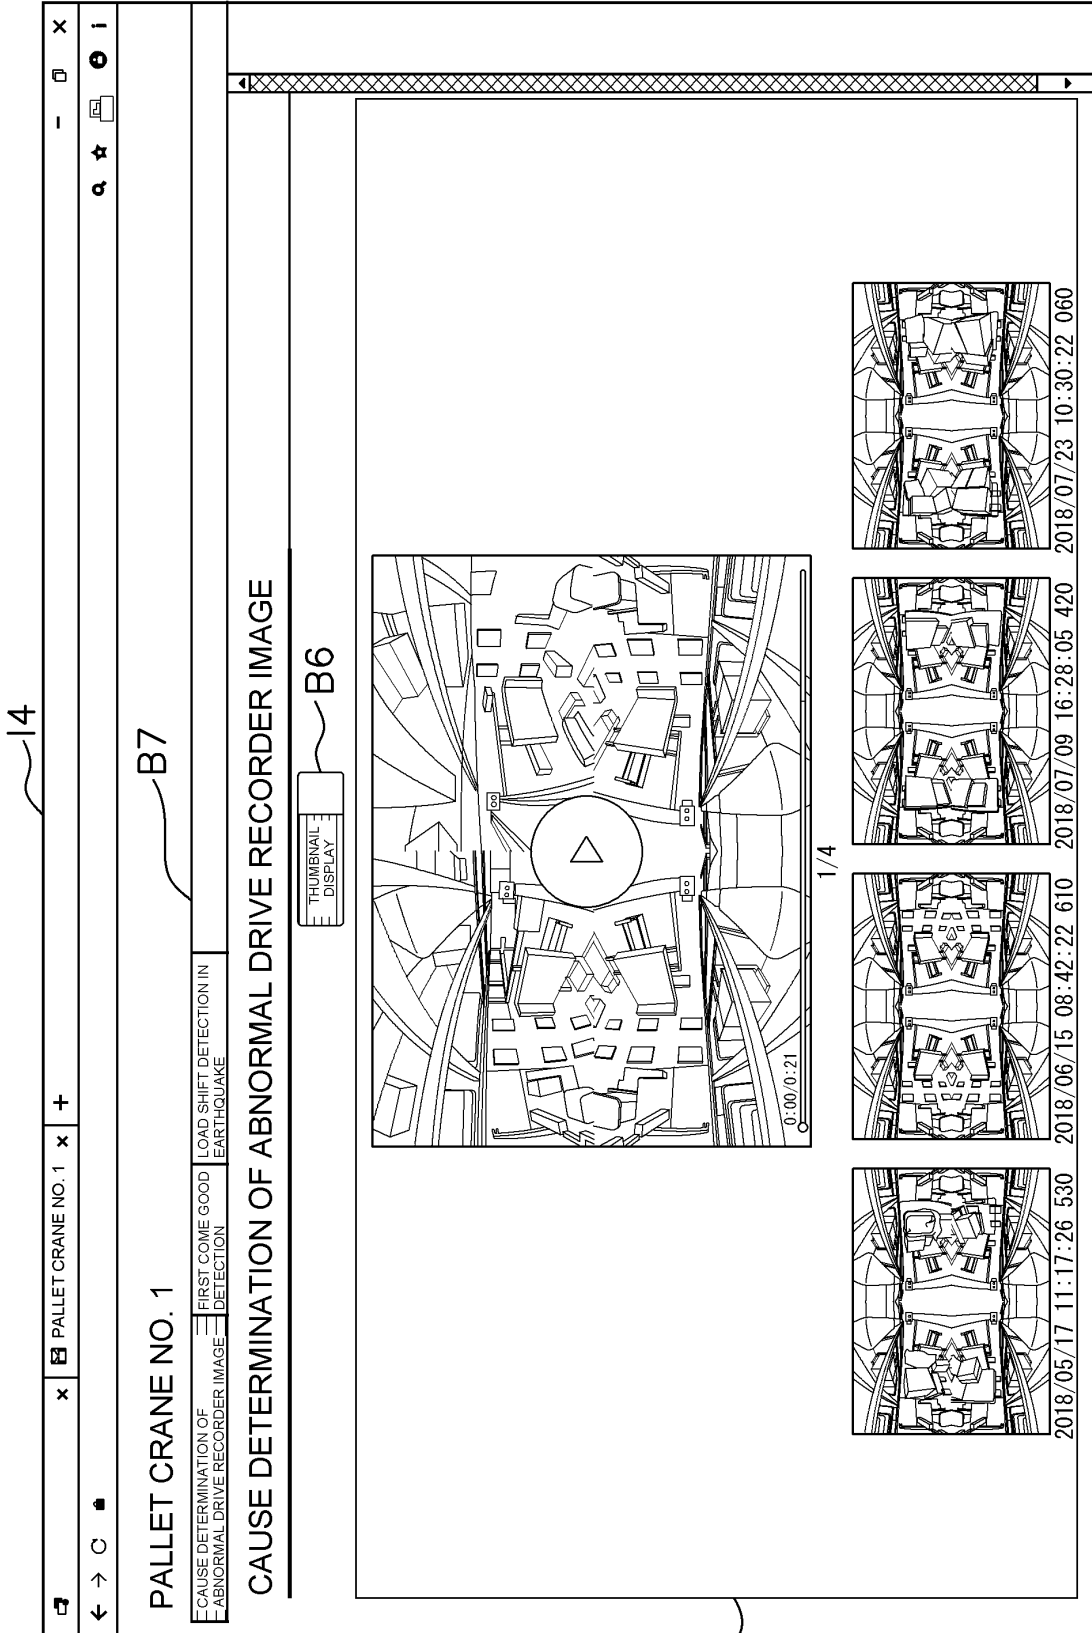 I4
PALLET CRANE NO. 1
PALLET CRANE NO. 1
B7
CAUSE DETERMINATION OF
ABNORMAL DRIVE RECORDER IMAGE
FIRST COME GOOD
DETECTION
LOAD SHIFT DETECTION IN
EARTHQUAKE
CAUSE DETERMINATION OF ABNORMAL DRIVE RECORDER IMAGE
THUMBNAIL
DISPLAY
B6
0:00/0:21
1/4
2018/05/17 11:17:26 530
2018/06/15 08:42:22 610
2018/07/09 16:28:05 420
2018/07/23 10:30:22 060